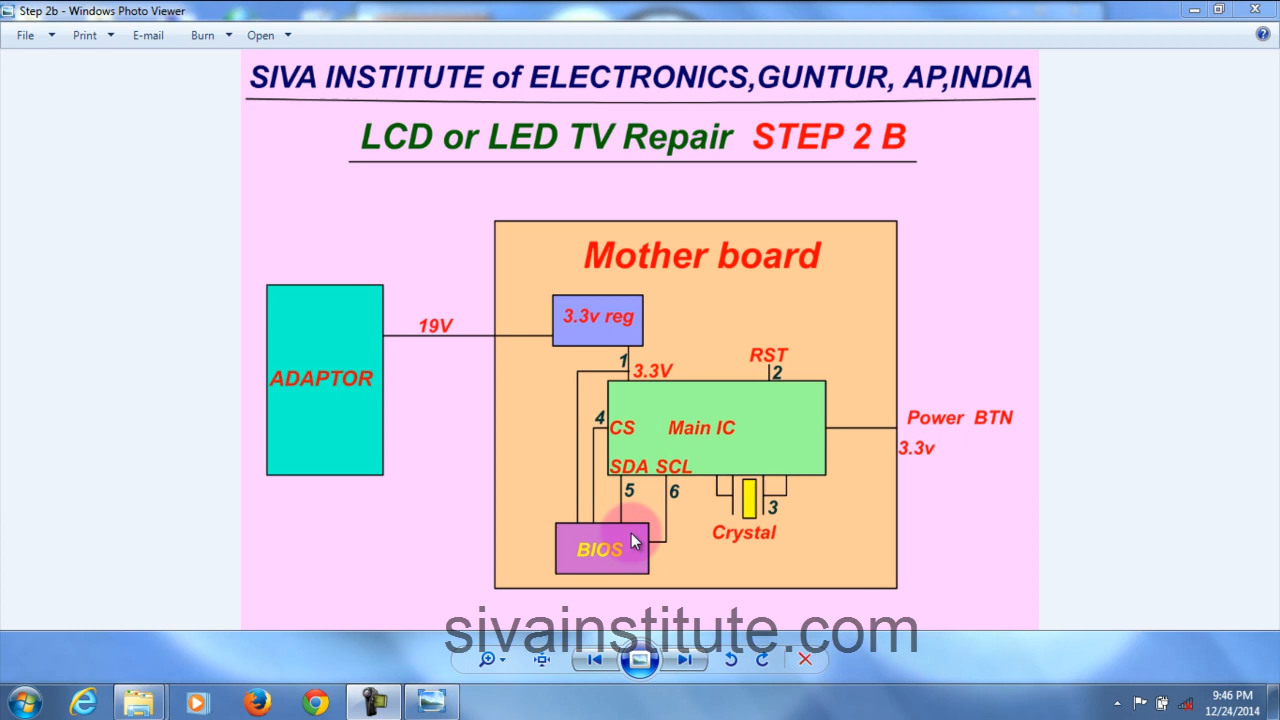 Step 2b - Windows Photo Viewer
File Print E-mail Burn Open
SIVA INSTITUTE of ELECTRONICS,GUNTUR, AP,INDIA
LCD or LED TV Repair STEP 2 B
Mother board
3.3v reg
19V
1
3.3V
RST
2
ADAPTOR
4
CS
Main IC
Power BTN
3.3v
SDA SCL
5
6
3
Crystal
BIOS
sivainstitute.com
9:46 PM
12/24/2014